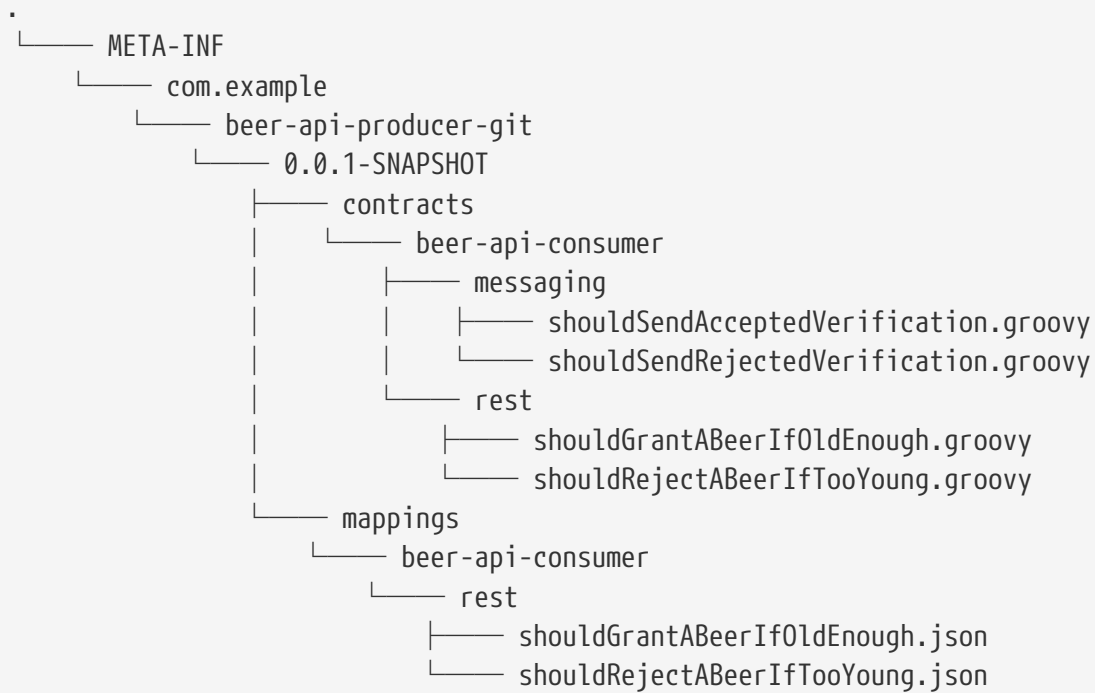 .
└── META-INF
    └── com.example
        └── beer-api-producer-git
            └── 0.0.1-SNAPSHOT
                ├── contracts
                │   └── beer-api-consumer
                │       ├── messaging
                │       │   ├── shouldSendAcceptedVerification.groovy
                │       │   └── shouldSendRejectedVerification.groovy
                │       └── rest
                │           ├── shouldGrantABeerIfOldEnough.groovy
                │           └── shouldRejectABeerIfTooYoung.groovy
                └── mappings
                    └── beer-api-consumer
                        └── rest
                            ├── shouldGrantABeerIfOldEnough.json
                            └── shouldRejectABeerIfTooYoung.json